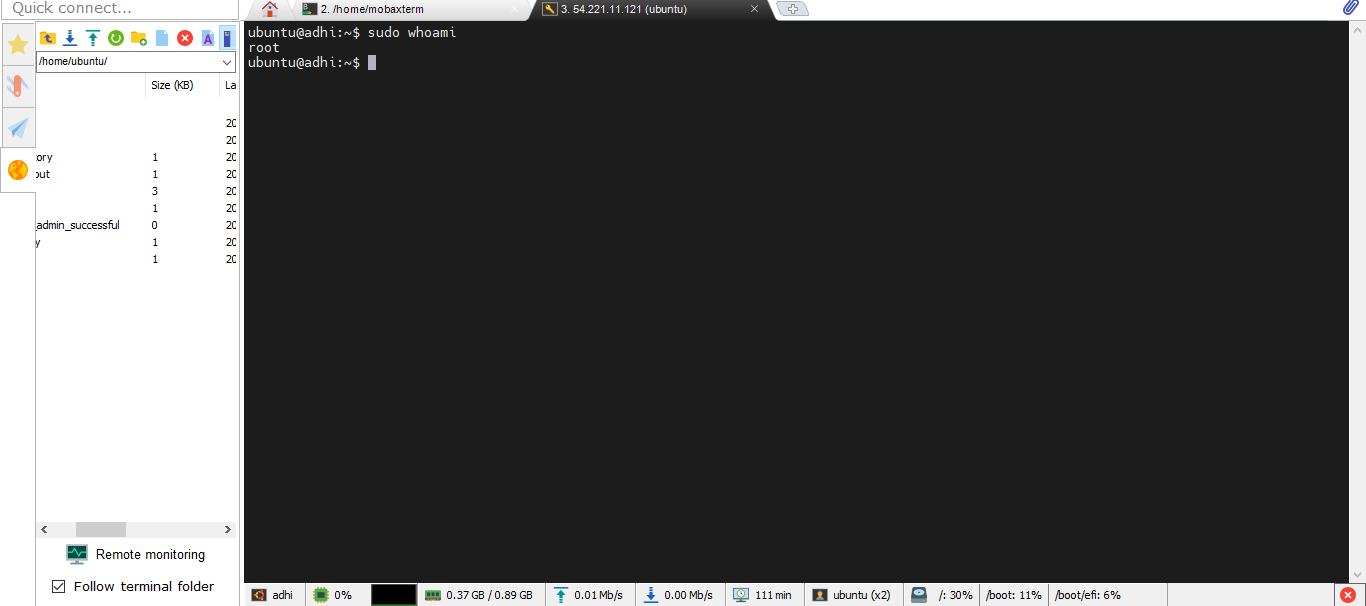 Quick connect...
2. /home/mobaxterm
3. 54.221.11.121 (ubuntu)
/home/ubuntu/
Size (KB)
La
20
20
ory 1 20
out 1 20
3 20
1 20
_admin_successful 0 20
y 1 20
1 20
Remote monitoring
Follow terminal folder
ubuntu@adhi:~$ sudo whoami
root
ubuntu@adhi:~$
adhi 0% 0.37 GB / 0.89 GB 0.01 Mb/s 0.00 Mb/s 111 min ubuntu (x2) /: 30% /boot: 11% /boot/efi: 6%